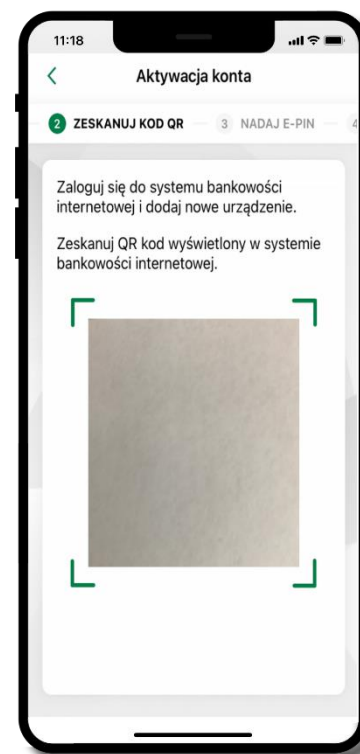 11:18
Aktywacja konta
2 ZESKANUJ KOD QR 3 NADAJ E-PIN 4
Zaloguj się do systemu bankowości
internetowej i dodaj nowe urządzenie.
Zeskanuj QR kod wyświetlony w systemie
bankowości internetowej.